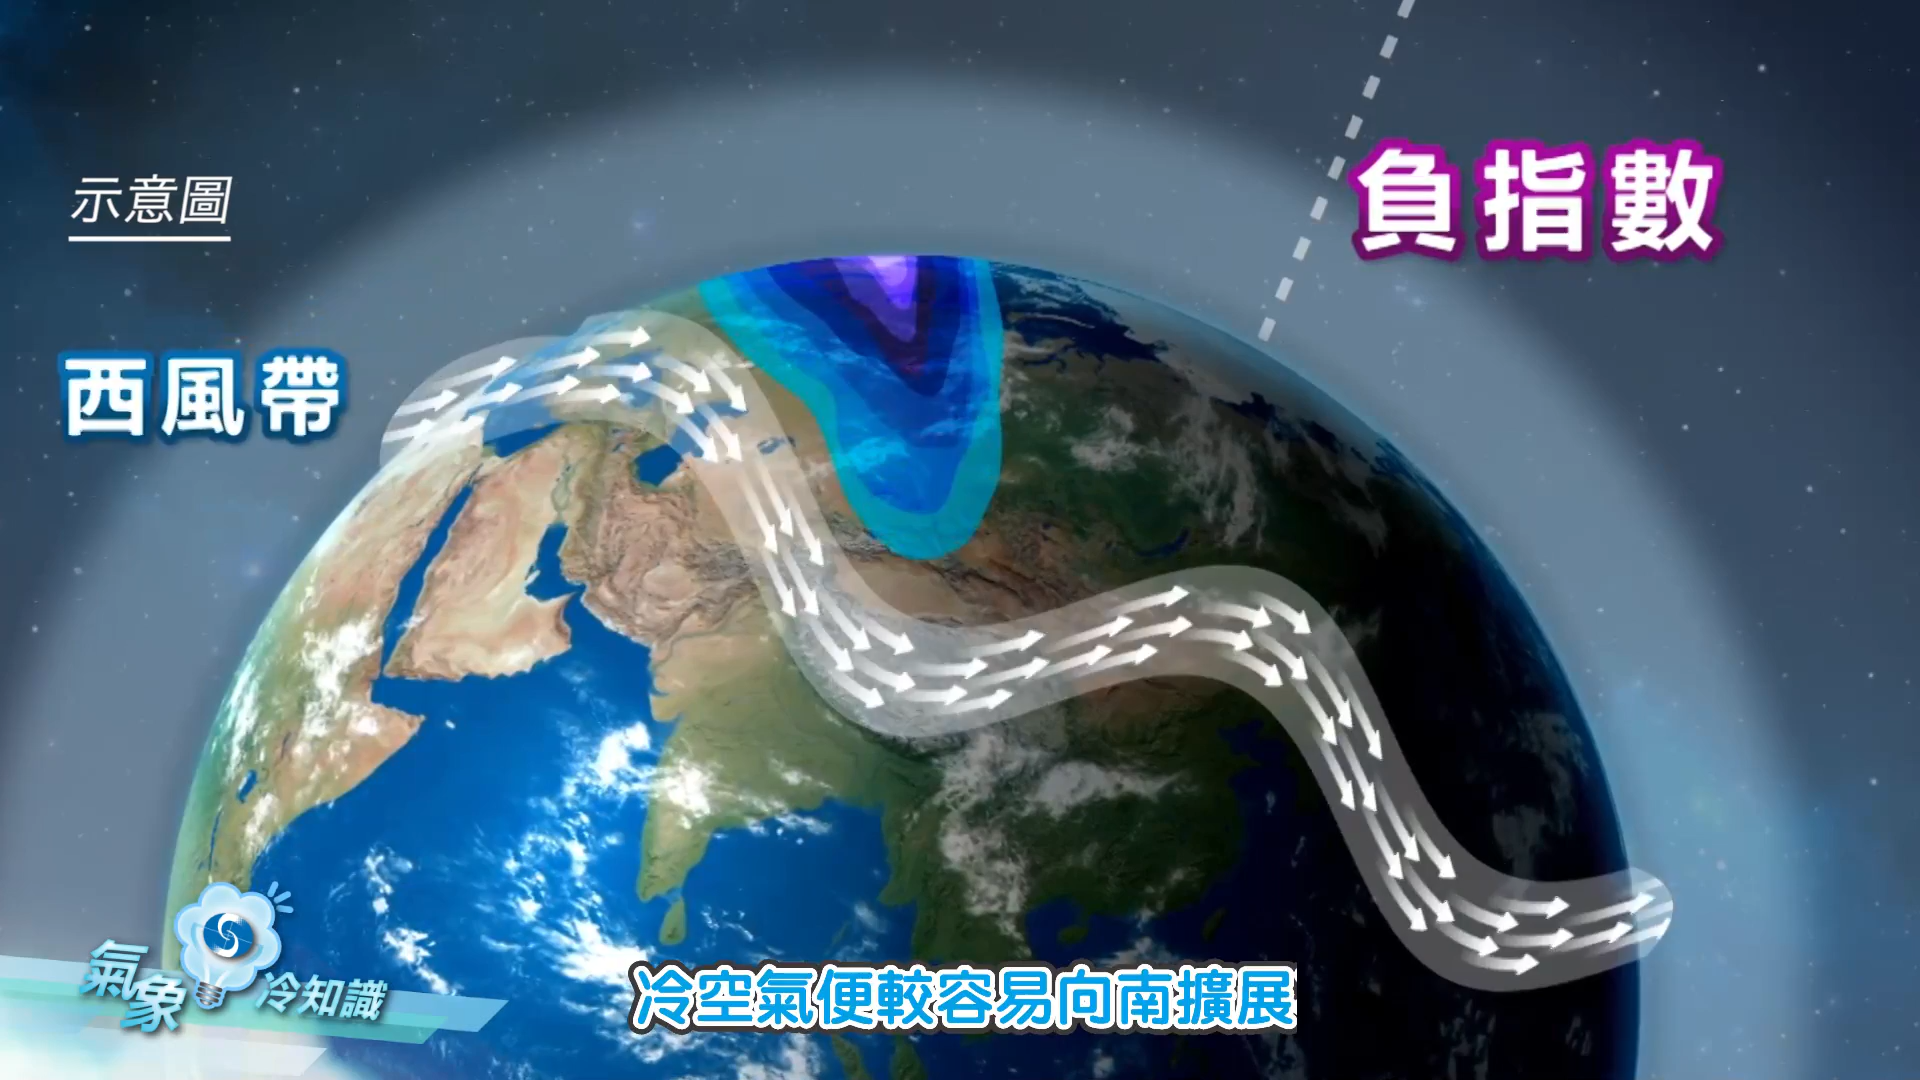 示意圖
負指數
西風帶
氣象
冷知識
冷空氣便較容易向南擴展